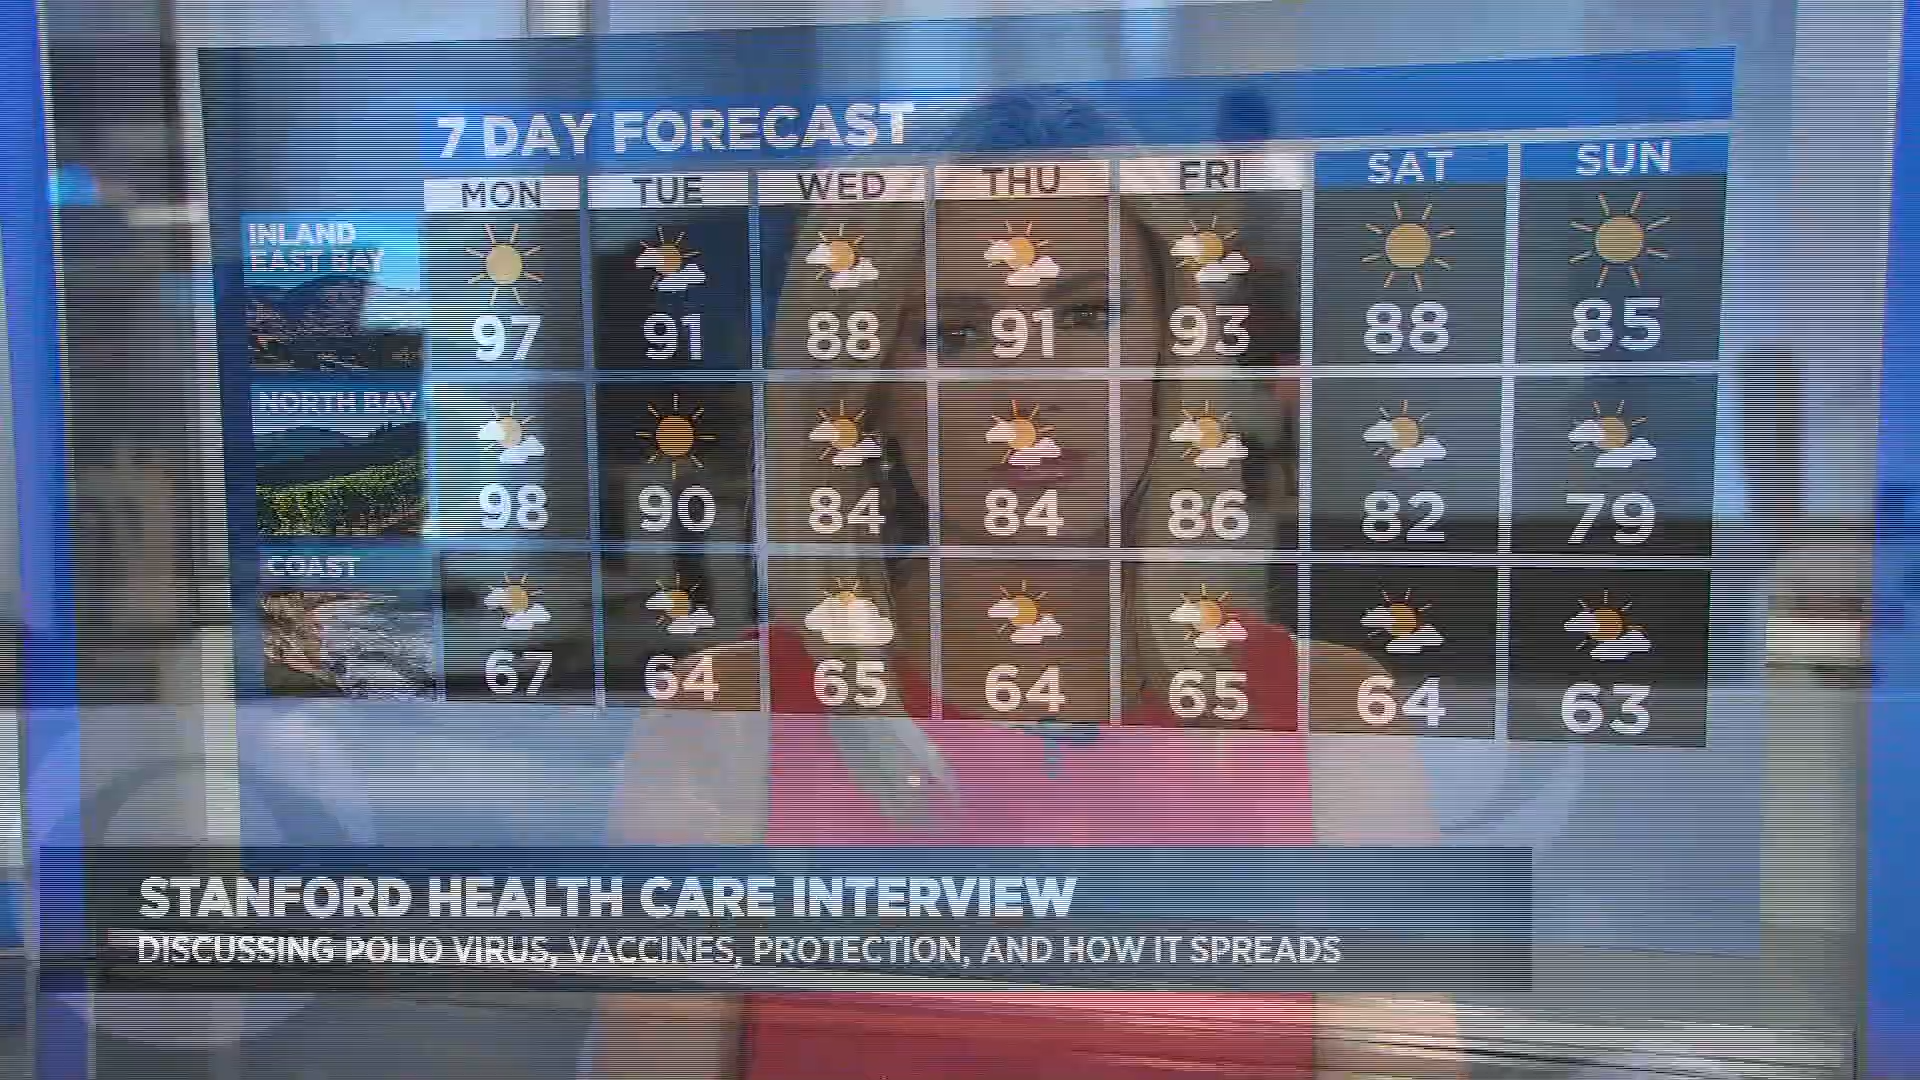 7 DAY FORECAST
MON TUE WED THU FRI SAT SUN
INLAND
EAST BAY
97 91 88 91 93 88 85
NORTH BAY
98 90 84 84 86 82 79
COAST
67 64 65 64 65 64 63
STANFORD HEALTH CARE INTERVIEW
DISCUSSING POLIO VIRUS, VACCINES, PROTECTION, AND HOW IT SPREADS